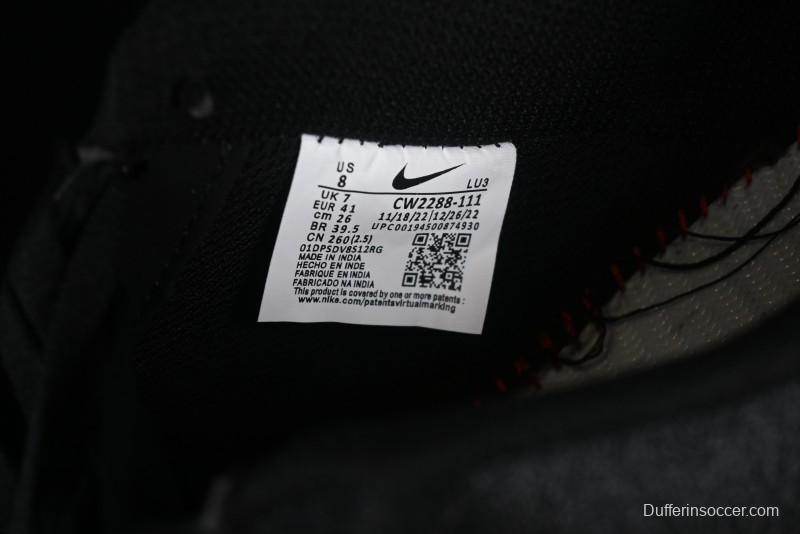 US
8
LU3
UK 7
EUR 41
cm 26
BR 39.5
CN 260(2.5)
CW2288-111
11/18/22|12/26/22
UPC00194500874930
01DPSDV8S12RG
MADE IN INDIA
HECHO EN INDE
FABRIQUE EN INDIA
FABRICADO NA INDIA
This product is covered by one or more patents :
www.nike.com/patentsvirtualmarking
Dufferinsoccer.com